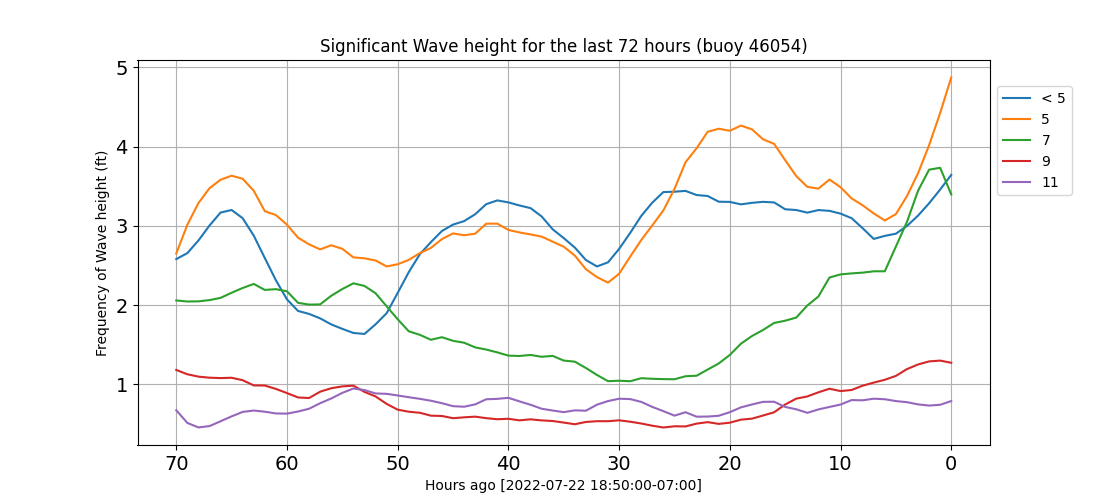 Significant Wave height for the last 72 hours (buoy 46054)
Frequency of Wave height (ft)
5
4
3
2
1
70 60 50 40 30 20 10 0
Hours ago [2022-07-22 18:50:00-07:00]
< 5
5
7
9
11